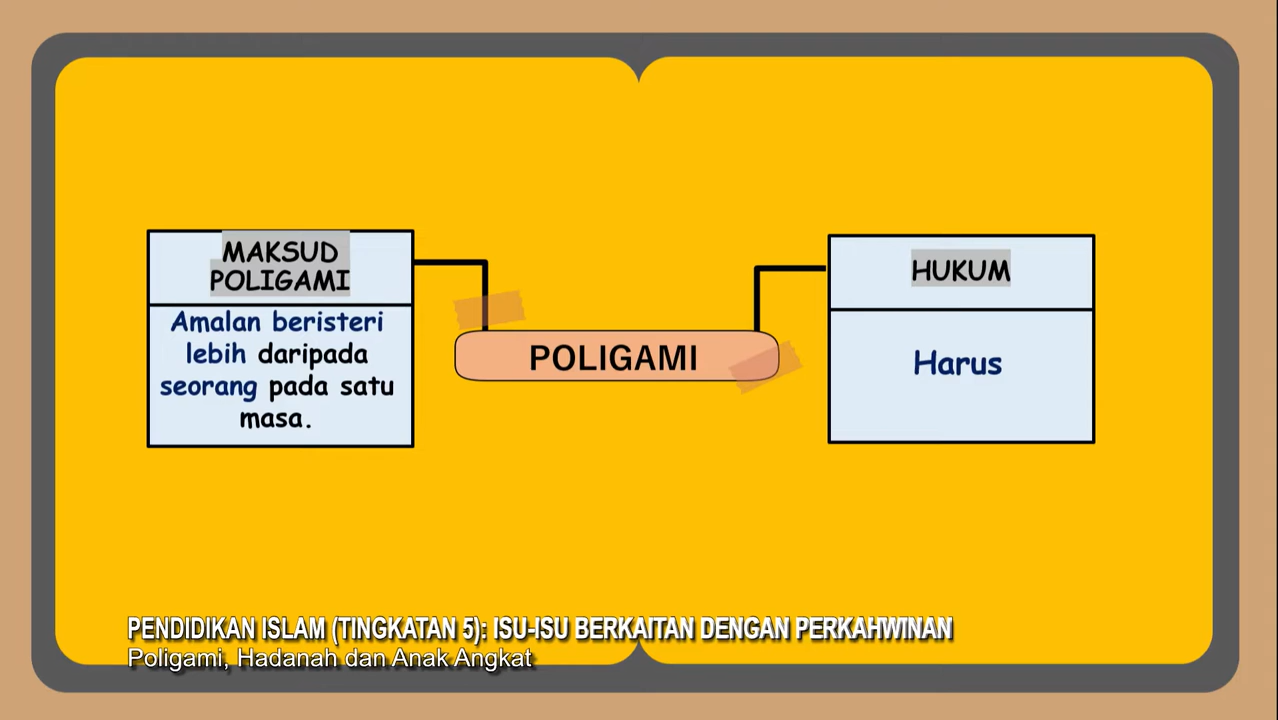 MAKSUD
POLIGAMI
Amalan beristeri
lebih daripada
seorang pada satu
masa.
POLIGAMI
HUKUM
Harus
PENDIDIKAN ISLAM (TINGKATAN 5): ISU-ISU BERKAITAN DENGAN PERKAHWINAN
Poligami, Hadanah dan Anak Angkat